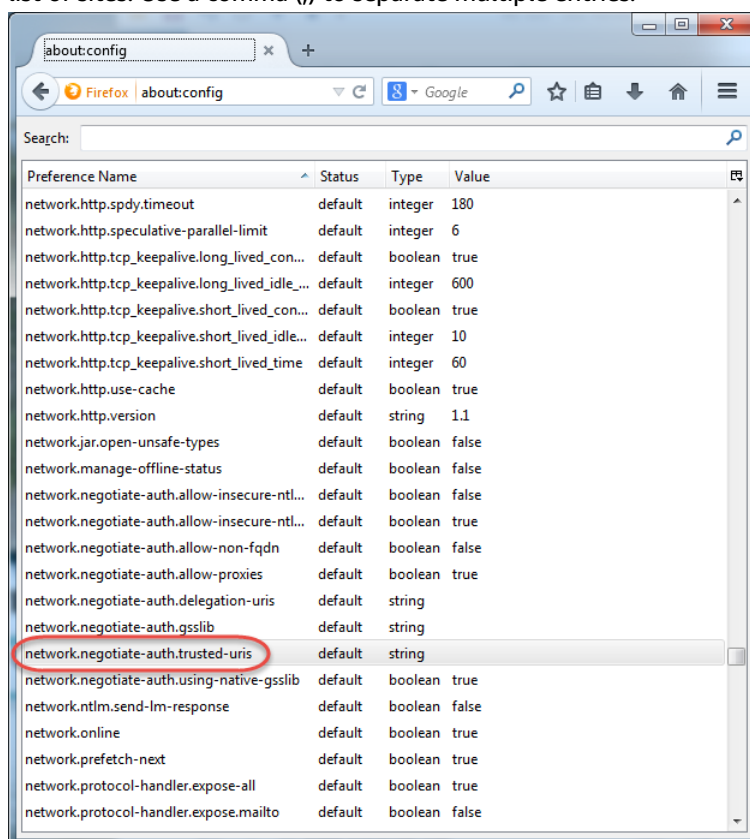 list of sites. Use a comma (,) to separate multiple entries.
about:config
Firefox about:config Google
Search:
Preference Name Status Type Value
network.http.spdy.timeout default integer 180
network.http.speculative-parallel-limit default integer 6
network.http.tcp_keepalive.long_lived_con... default boolean true
network.http.tcp_keepalive.long_lived_idle_... default integer 600
network.http.tcp_keepalive.short_lived_con... default boolean true
network.http.tcp_keepalive.short_lived_idle... default integer 10
network.http.tcp_keepalive.short_lived_time default integer 60
network.http.use-cache default boolean true
network.http.version default string 1.1
network.jar.open-unsafe-types default boolean false
network.manage-offline-status default boolean false
network.negotiate-auth.allow-insecure-ntl... default boolean false
network.negotiate-auth.allow-insecure-ntl... default boolean true
network.negotiate-auth.allow-non-fqdn default boolean false
network.negotiate-auth.allow-proxies default boolean true
network.negotiate-auth.delegation-uris default string
network.negotiate-auth.gsslib default string
network.negotiate-auth.trusted-uris default string
network.negotiate-auth.using-native-gsslib default boolean true
network.ntlm.send-lm-response default boolean false
network.online default boolean true
network.prefetch-next default boolean true
network.protocol-handler.expose-all default boolean true
network.protocol-handler.expose.mailto default boolean false